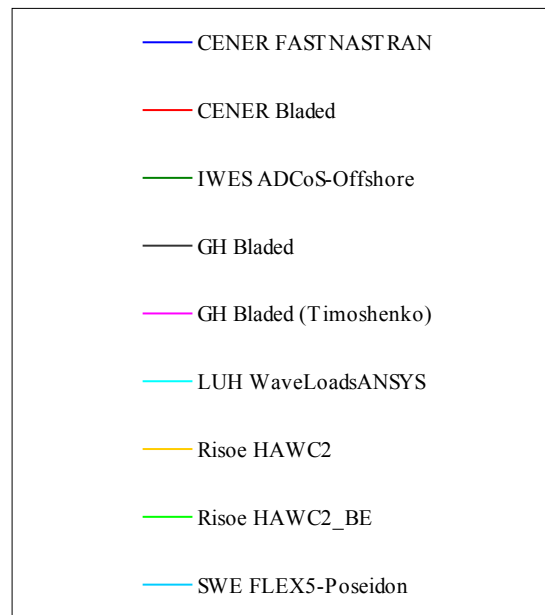 CENER FASTNASTRAN
CENER Bladed
IWES ADCoS-Offshore
GH Bladed
GH Bladed (Timoshenko)
LUH WaveLoadsANSYS
Risoe HAWC2
Risoe HAWC2_BE
SWE FLEX5-Poseidon